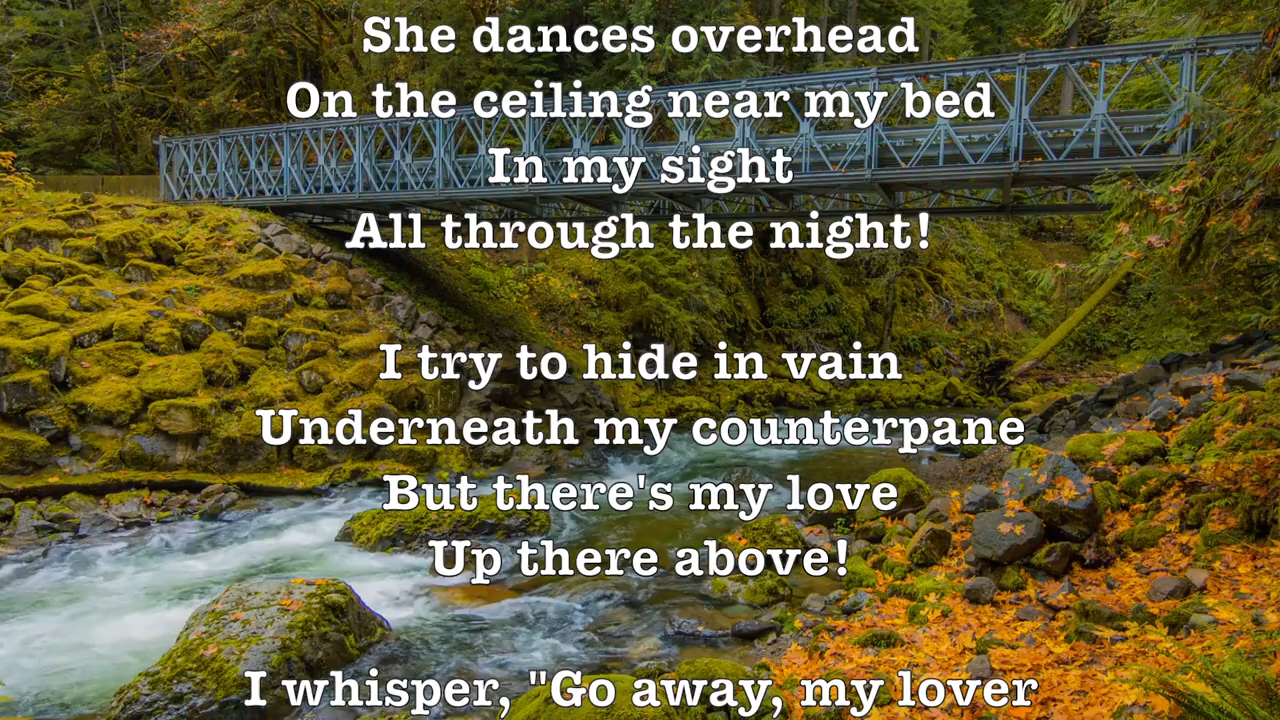 She dances overhead
On the ceiling near my bed
In my sight
All through the night!
I try to hide in vain
Underneath my counterpane
But there's my love
Up there above!
I whisper, "Go away, my lover